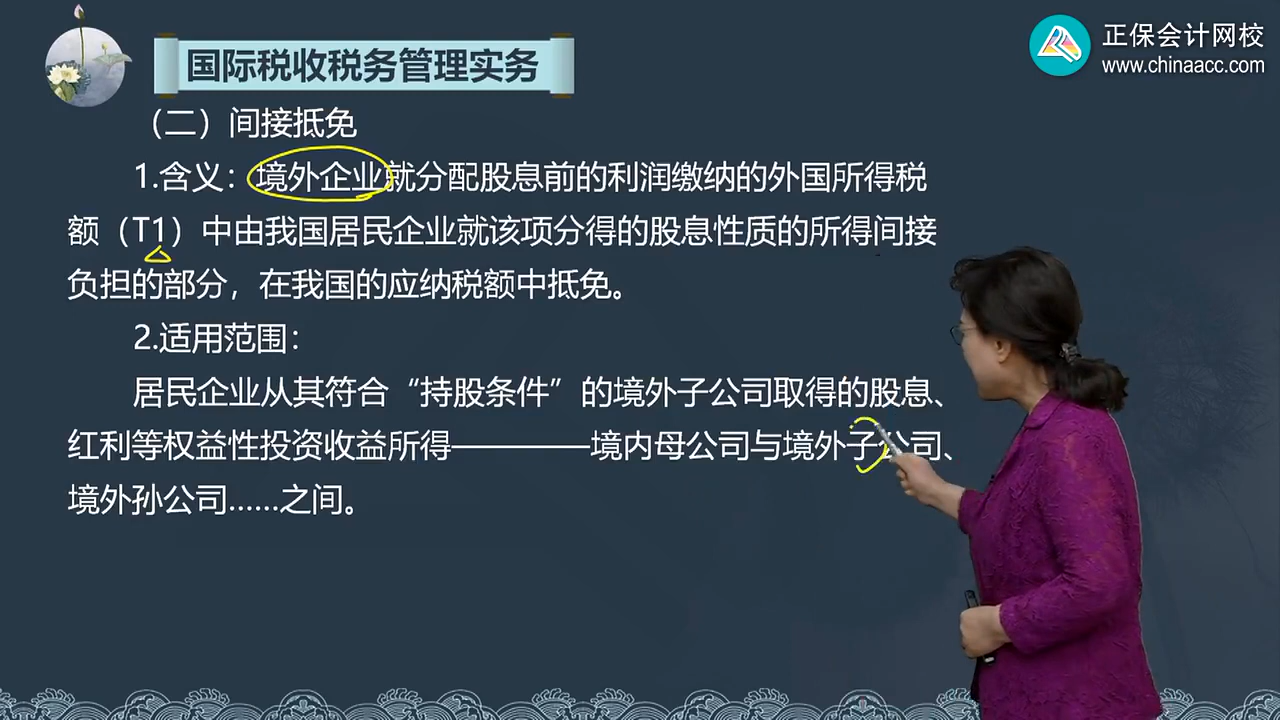 国际税收税务管理实务
正保会计网校
www.chinaacc.com
（二）间接抵免
1.含义：境外企业就分配股息前的利润缴纳的外国所得税
额（T1）中由我国居民企业就该项分得的股息性质的所得间接
负担的部分，在我国的应纳税额中抵免。
2.适用范围：
居民企业从其符合“持股条件”的境外子公司取得的股息、
红利等权益性投资收益所得————境内母公司与境外子公司、
境外孙公司……之间。